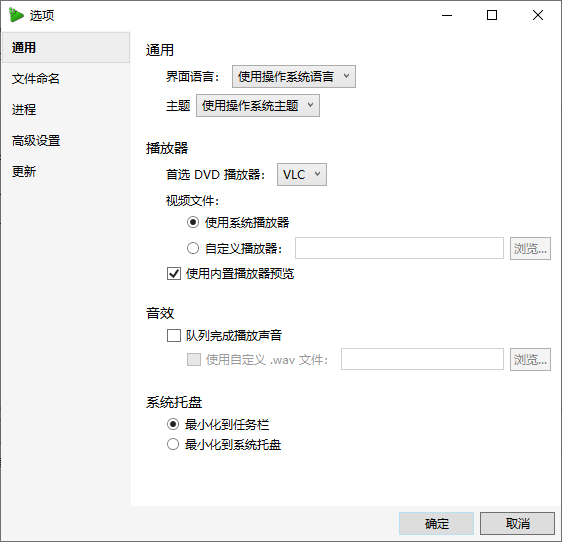 选项
通用
文件命名
进程
高级设置
更新
通用
界面语言： 使用操作系统语言
主题 使用操作系统主题
播放器
首选 DVD 播放器： VLC
视频文件：
使用系统播放器
自定义播放器： 浏览...
使用内置播放器预览
音效
队列完成播放声音
使用自定义 .wav 文件： 浏览...
系统托盘
最小化到任务栏
最小化到系统托盘
确定 取消